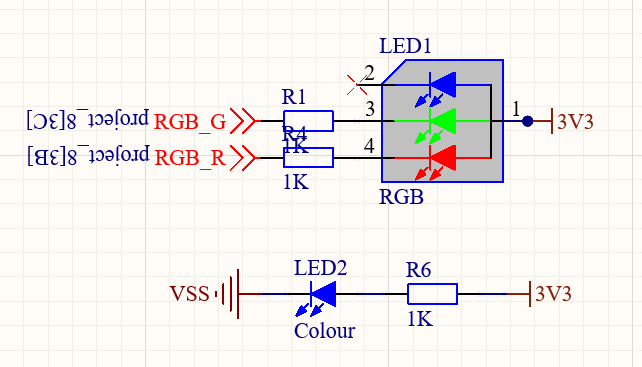 LED1
2
R1
3
1
project_8[3C]
RGB_G
3V3
R4
1K
4
project_8[3B]
RGB_R
1K
RGB
LED2
R6
VSS
3V3
1K
Colour